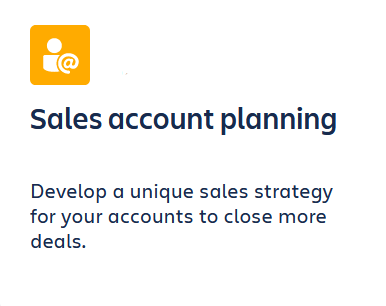 Sales account planning
Develop a unique sales strategy
for your accounts to close more
deals.